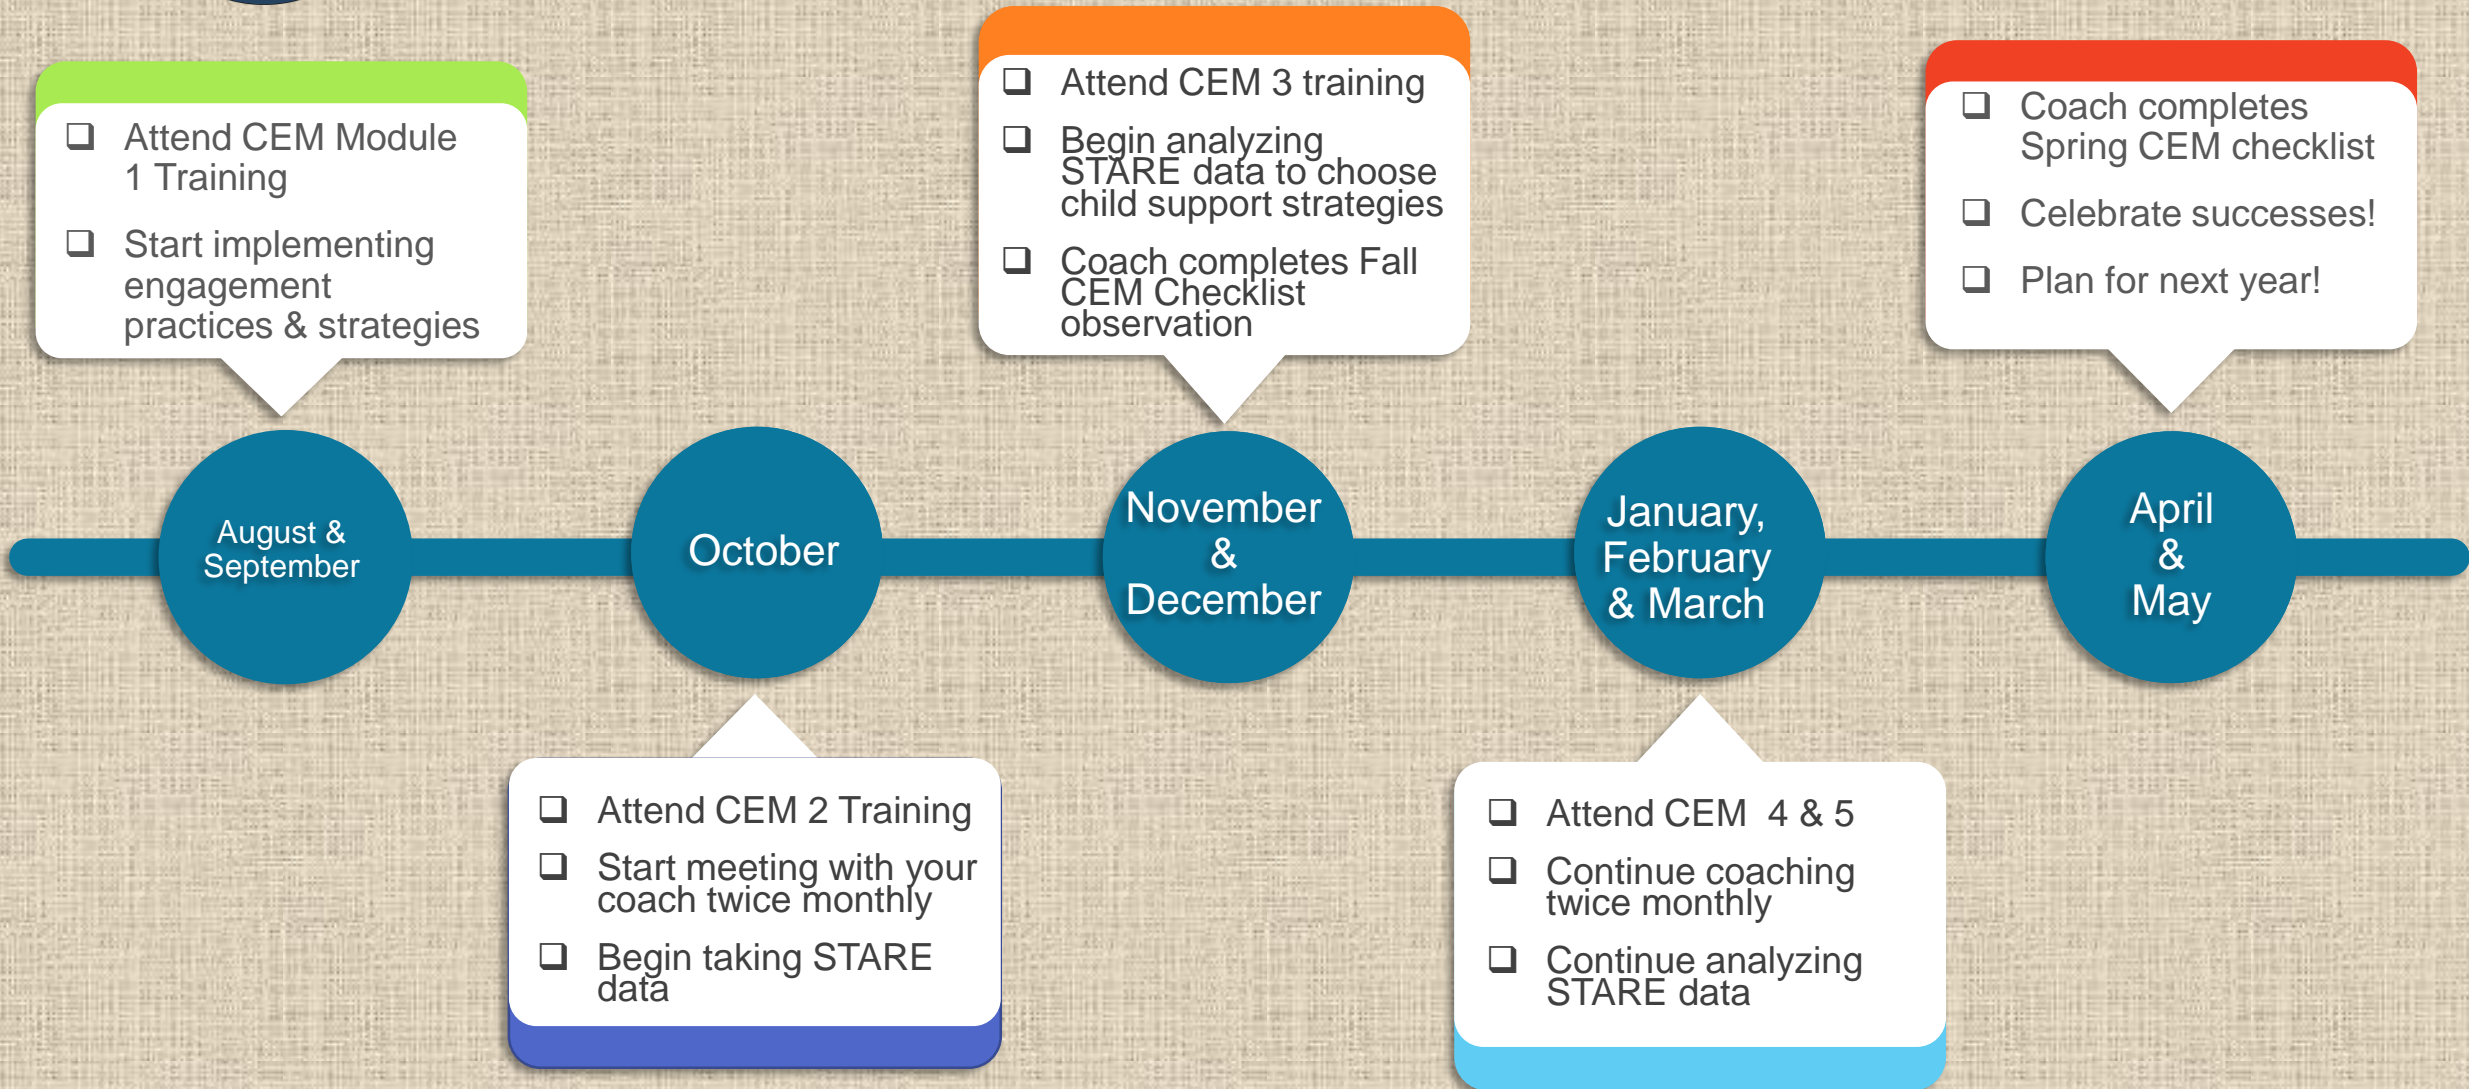 Attend CEM Module
1 Training
Start implementing
engagement
practices & strategies
August &
September
Attend CEM 2 Training
Start meeting with your
coach twice monthly
Begin taking STARE
data
October
Attend CEM 3 training
Begin analyzing
STARE data to choose
child support strategies
Coach completes Fall
CEM Checklist
observation
November
&
December
Attend CEM 4 & 5
Continue coaching
twice monthly
Continue analyzing
STARE data
January,
February
& March
Coach completes
Spring CEM checklist
Celebrate successes!
Plan for next year!
April
&
May